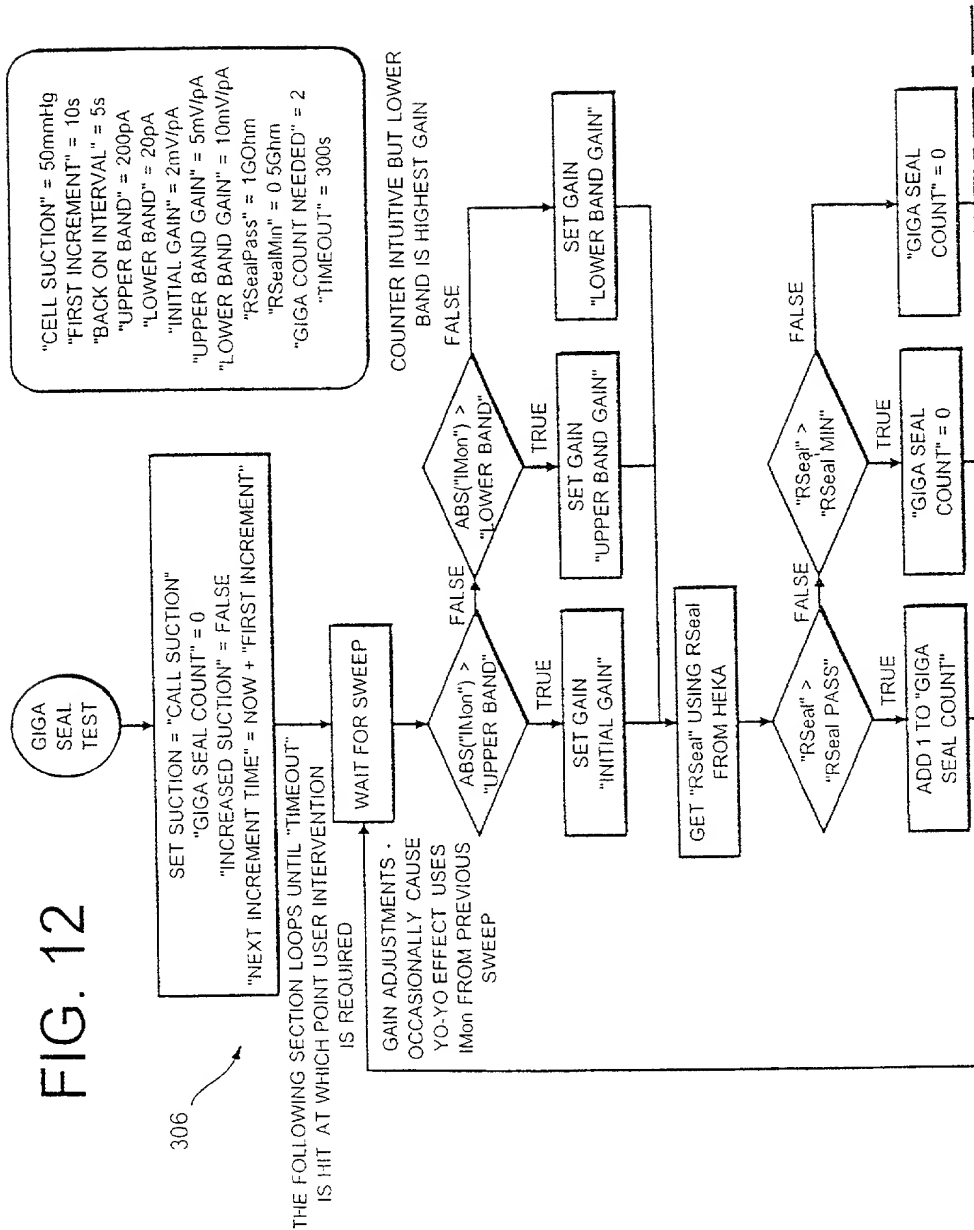 FIG. 12
306
GIGA
SEAL
TEST
"CELL SUCTION" = 50mmHg
"FIRST INCREMENT" = 10s
"BACK ON INTERVAL" = 5s
"UPPER BAND" = 200pA
"LOWER BAND" = 20pA
"INITIAL GAIN" = 2mV/pA
"UPPER BAND GAIN" = 5mV/pA
"LOWER BAND GAIN" = 10mV/pA
"RSealPass" = 1GOhm
"RSealMin" = 0 5Ghm
"GIGA COUNT NEEDED" = 2
"TIMEOUT" = 300s
SET SUCTION = "CALL SUCTION"
"GIGA SEAL COUNT" = 0
"INCREASED SUCTION" = FALSE
"NEXT INCREMENT TIME" = NOW + "FIRST INCREMENT"
THE FOLLOWING SECTION LOOPS UNTIL "TIMEOUT"
IS HIT AT WHICH POINT USER INTERVENTION
IS REQUIRED
WAIT FOR SWEEP
GAIN ADJUSTMENTS -
OCCASIONALLY CAUSE
YO-YO EFFECT USES
IMon FROM PREVIOUS
SWEEP
COUNTER INTUITIVE BUT LOWER
BAND IS HIGHEST GAIN
ABS("IMon") >
"UPPER BAND"
FALSE
ABS("IMon") >
"LOWER BAND"
FALSE
TRUE
TRUE
SET GAIN
"INITIAL GAIN"
SET GAIN
"UPPER BAND GAIN"
SET GAIN
"LOWER BAND GAIN"
GET "RSeal" USING RSeal
FROM HEKA
"RSeal" >
"RSeal PASS"
FALSE
"RSeal" >
"RSeal MIN"
FALSE
TRUE
TRUE
ADD 1 TO "GIGA
SEAL COUNT"
"GIGA SEAL
COUNT" = 0
"GIGA SEAL
COUNT" = 0